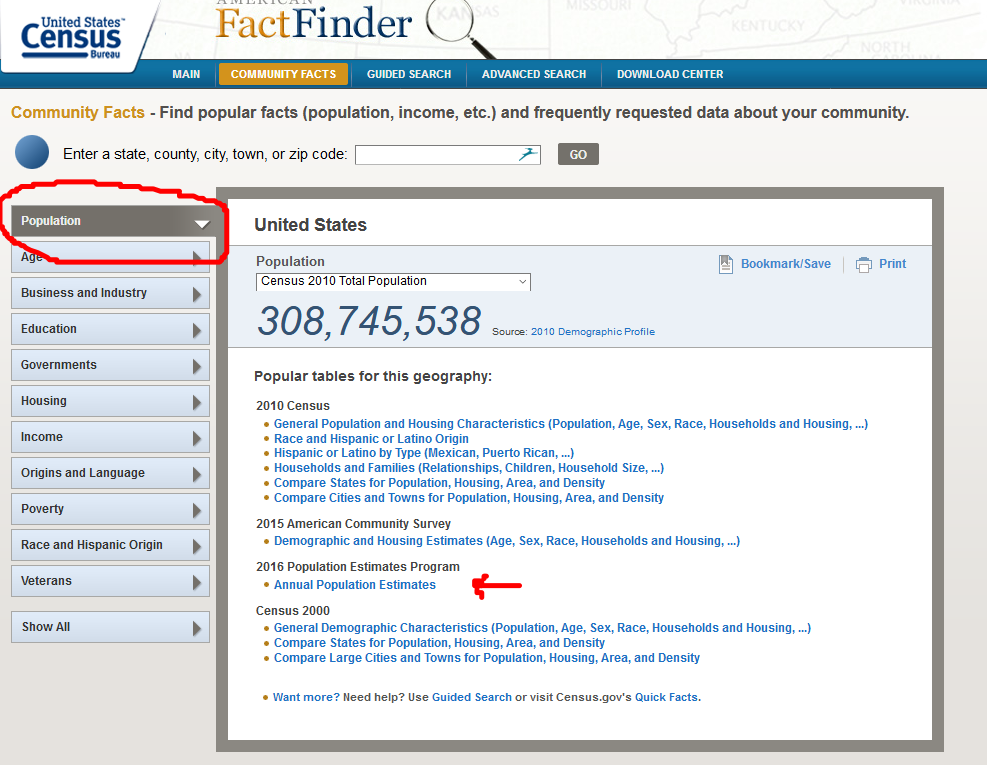 United States™
Census
Bureau
AMERICAN
FactFinder
KANSAS
MISSOURI
KENTUCKY
VIRGINIA
NORTH
CAROLINA
MAIN
COMMUNITY FACTS
GUIDED SEARCH
ADVANCED SEARCH
DOWNLOAD CENTER
Community Facts - Find popular facts (population, income, etc.) and frequently requested data about your community.
Enter a state, county, city, town, or zip code:
GO
Population
Age
Business and Industry
Education
Governments
Housing
Income
Origins and Language
Poverty
Race and Hispanic Origin
Veterans
Show All
United States
Population
Census 2010 Total Population
Bookmark/Save
Print
308,745,538 Source: 2010 Demographic Profile
Popular tables for this geography:
2010 Census
General Population and Housing Characteristics (Population, Age, Sex, Race, Households and Housing, ...)
Race and Hispanic or Latino Origin
Hispanic or Latino by Type (Mexican, Puerto Rican, ...)
Households and Families (Relationships, Children, Household Size, ...)
Compare States for Population, Housing, Area, and Density
Compare Cities and Towns for Population, Housing, Area, and Density
2015 American Community Survey
Demographic and Housing Estimates (Age, Sex, Race, Households and Housing, ...)
2016 Population Estimates Program
Annual Population Estimates
Census 2000
General Demographic Characteristics (Population, Age, Sex, Race, Households and Housing, ...)
Compare States for Population, Housing, Area, and Density
Compare Large Cities and Towns for Population, Housing, Area, and Density
Want more? Need help? Use Guided Search or visit Census.gov's Quick Facts.